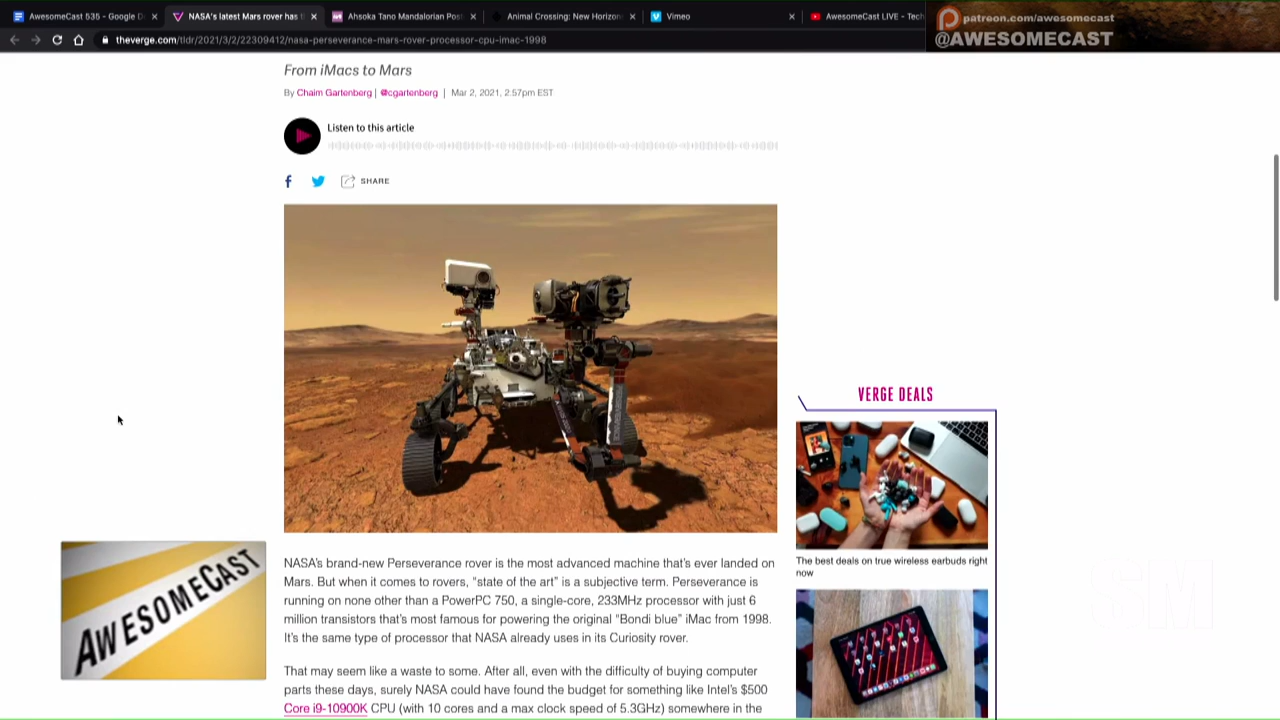 AwesomeCast 535 - Google D
NASA's latest Mars rover has t
Ahsoka Tano Mandalorian Pos
Animal Crossing: New Horizon
Vimeo
AwesomeCast LIVE - Tech
patreon.com/awesomecast
@AWESOMECAST
theverge.com/tldr/2021/3/2/22309412/nasa-perseverance-mars-rover-processor-cpu-imac-1998
From iMacs to Mars
By Chaim Gartenberg | @cgartenberg | Mar 2, 2021, 2:57pm EST
Listen to this article
SHARE
VERGE DEALS
The best deals on true wireless earbuds right
now
AWESOMECAST
NASA's brand-new Perseverance rover is the most advanced machine that's ever landed on
Mars. But when it comes to rovers, "state of the art" is a subjective term. Perseverance is
running on none other than a PowerPC 750, a single-core, 233MHz processor with just 6
million transistors that's most famous for powering the original "Bondi blue" iMac from 1998.
It's the same type of processor that NASA already uses in its Curiosity rover.
That may seem like a waste to some. After all, even with the difficulty of buying computer
parts these days, surely NASA could have found the budget for something like Intel's $500
Core i9-10900K CPU (with 10 cores and a max clock speed of 5.3GHz) somewhere in the